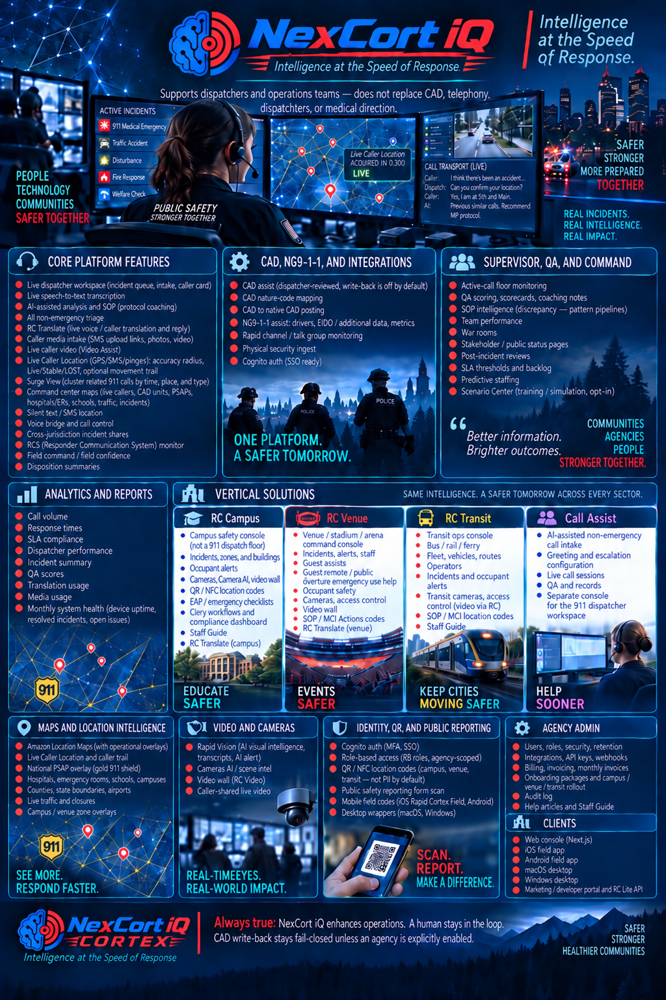 NexCort iQ
Intelligence at the Speed of Response.
Intelligence
at the Speed
of Response.
Supports dispatchers and operations teams — does not replace CAD, telephony,
dispatchters, or medical direction.
ACTIVE INCIDENTS
911 Medical Emergency
Traffic Accident
Disturbance
Fire Response
Welfare Check
Live Caller Location
ACOUIRED IN 0.300
LIVE
CALL TRANSPORT (LIVE)
Caller: I think there's been an accident...
Dispatch: Can you confirm your location?
Caller: Yes, I am at 5th and Main.
AI: Previous similar calls. Recommend
MP protocol.
PEOPLE
TECHNOLOGY
COMMUNITIES
SAFER TOGETHER
PUBLIC SAFETY
STRONGER TOGETHER
SAFER
STRONGER
MORE PREPARED
TOGETHER
REAL INCIDENTS.
REAL INTELLIGENCE.
REAL IMPACT.
CORE PLATFORM FEATURES
Live dispatcher workspace (incident queue, intake, caller card)
Live speech-to-text transcription
AI-assisted analysis and SOP (protocol coaching)
All non-emergency triage
RC Translate (live voice / caller translation and reply)
Caller media intake (SMS upload links, photos, video)
Live caller video (Video Assist)
Live Caller Location (GPS/SMS/pinges): accuracy radius,
Live/Stable/LOST, optional movement trail
Surge View (cluster related 911 calls by time, place, and type)
Command center maps (live callers, CAD units, PSAPs,
hospitals/ERs, schools, traffic, incidents)
Silent text / SMS location
Voice bridge and call control
Cross-jurisdiction incident shares
RCS (Responder Communication System) monitor
Field command / field confidence
Disposition summaries
CAD, NG9-1-1, AND INTEGRATIONS
CAD assist (dispatcher-reviewed, write-back is off by default)
CAD nature-code mapping
CAD to native CAD posting
NG9-1-1 assist: drivers, EIDO / additional data, metrics
Rapid channel / talk group monitoring
Physical security ingest
Cognito auth (SSO ready)
POLICE
POLICE
ONE PLATFORM.
A SAFER TOMORROW.
SUPERVISOR, QA, AND COMMAND
Active-call floor monitoring
QA scoring, scorecards, coaching notes
SOP intelligence (discrepancy — pattern pipelines)
Team performance
War rooms
Stakeholder / public status pages
Post-incident reviews
SLA thresholds and backlog
Predictive staffing
Scenario Center (training / simulation, opt-in)
“ Better information.
Brighter outcomes.
COMMUNITIES
AGENCIES
PEOPLE
STRONGER TOGETHER.
ANALYTICS AND REPORTS
Call volume
Response times
SLA compliance
Dispatcher performance
Incident summary
QA scores
Translation usage
Media usage
Monthly system health (device uptime,
resolved incidents, open issues)
911
VERTICAL SOLUTIONS
SAME INTELLIGENCE. A SAFER TOMORROW ACROSS EVERY SECTOR.
RC Campus
Campus safety console
(not a 911 dispatch floor)
Incidents, zones, and buildings
Occupant alerts
Cameras, Camera AI, video wall
QR / NFC location codes
EAP / emergency checklists
Clery workflows and
compliance dashboard
Staff Guide
RC Translate (campus)
EDUCATE
SAFER
RC Venue
Venue / stadium / arena
command console
Incidents, alerts, staff
Guest assists
Guest remote / public
overture emergency use help
Occupant safety
Cameras, access control
Video wall
SOP / MCI Actions codes
RC Translate (venue)
EVENTS
SAFER
RC Transit
Transit ops console
Bus / rail / ferry
Fleet, vehicles, routes
Operators
Incidents and occupant
alerts
Transit cameras, access
control (video via RC)
SOP / MCI location codes
Staff Guide
KEEP CITIES
MOVING SAFER
Call Assist
AI-assisted non-emergency
call intake
Greeting and escalation
configuration
Live call sessions
QA and records
Separate console
for the 911 dispatcher
workspace
HELP
SOONER
MAPS AND LOCATION INTELLIGENCE
Amazon Location Maps (with operational overlays)
Live Caller Location and caller trail
National PSAP overlay (gold 911 shield)
Hospitals, emergency rooms, schools, campuses
Counties, state boundaries, airports
Live traffic and closures
Campus / venue zone overlays
911
SEE MORE.
RESPOND FASTER.
VIDEO AND CAMERAS
Rapid Vision (AI visual intelligence,
transcripts, AI alert)
Cameras AI / scene intel
Video wall (RC Video)
Caller-shared live video
REAL-TIMEEYES.
REAL-WORLD IMPACT.
IDENTITY, QR, AND PUBLIC REPORTING
Cognito auth (MFA, SSO)
Role-based access (RB roles, agency-scoped)
QR / NFC location codes (campus, venue,
transit — not PII by default)
Public safety reporting form scan
Mobile field codes (iOS Rapid Cortex Field, Android)
Desktop wrappers (macOS, Windows)
SCAN.
REPORT.
MAKE A DIFFERENCE.
AGENCY ADMIN
Users, roles, security, retention
Integrations, API keys, webhooks
Billing, invoicing, monthly invoices
Onboarding packages and campus /
venue / transit rollout
Audit log
Help articles and Staff Guide
CLIENTS
Web console (Next.js)
iOS field app
Android field app
macOS desktop
Windows desktop
Marketing / developer portal and RC Lite API
NexCort iQ
CORTEX
Intelligence at the Speed of Response
Always true: NexCort iQ enhances operations. A human stays in the loop.
CAD write-back stays fail-closed unless an agency is explicitly enabled.
SAFER
STRONGER
HEALTHIER COMMUNITIES